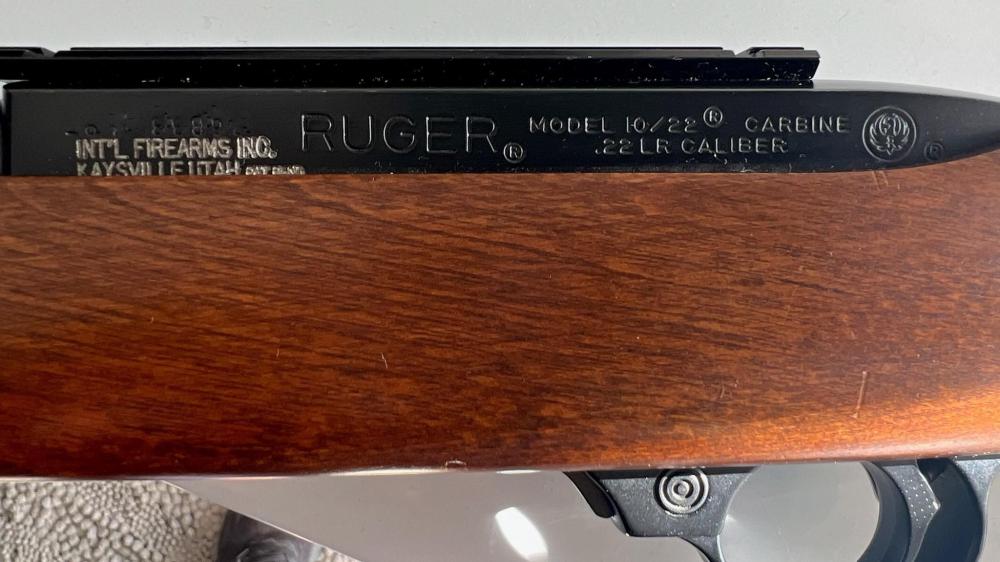 INT'L FIREARMS INC.
KAYSVILLE UTAH
RUGER®
MODEL 10/22® CARBINE
.22 LR CALIBER
®